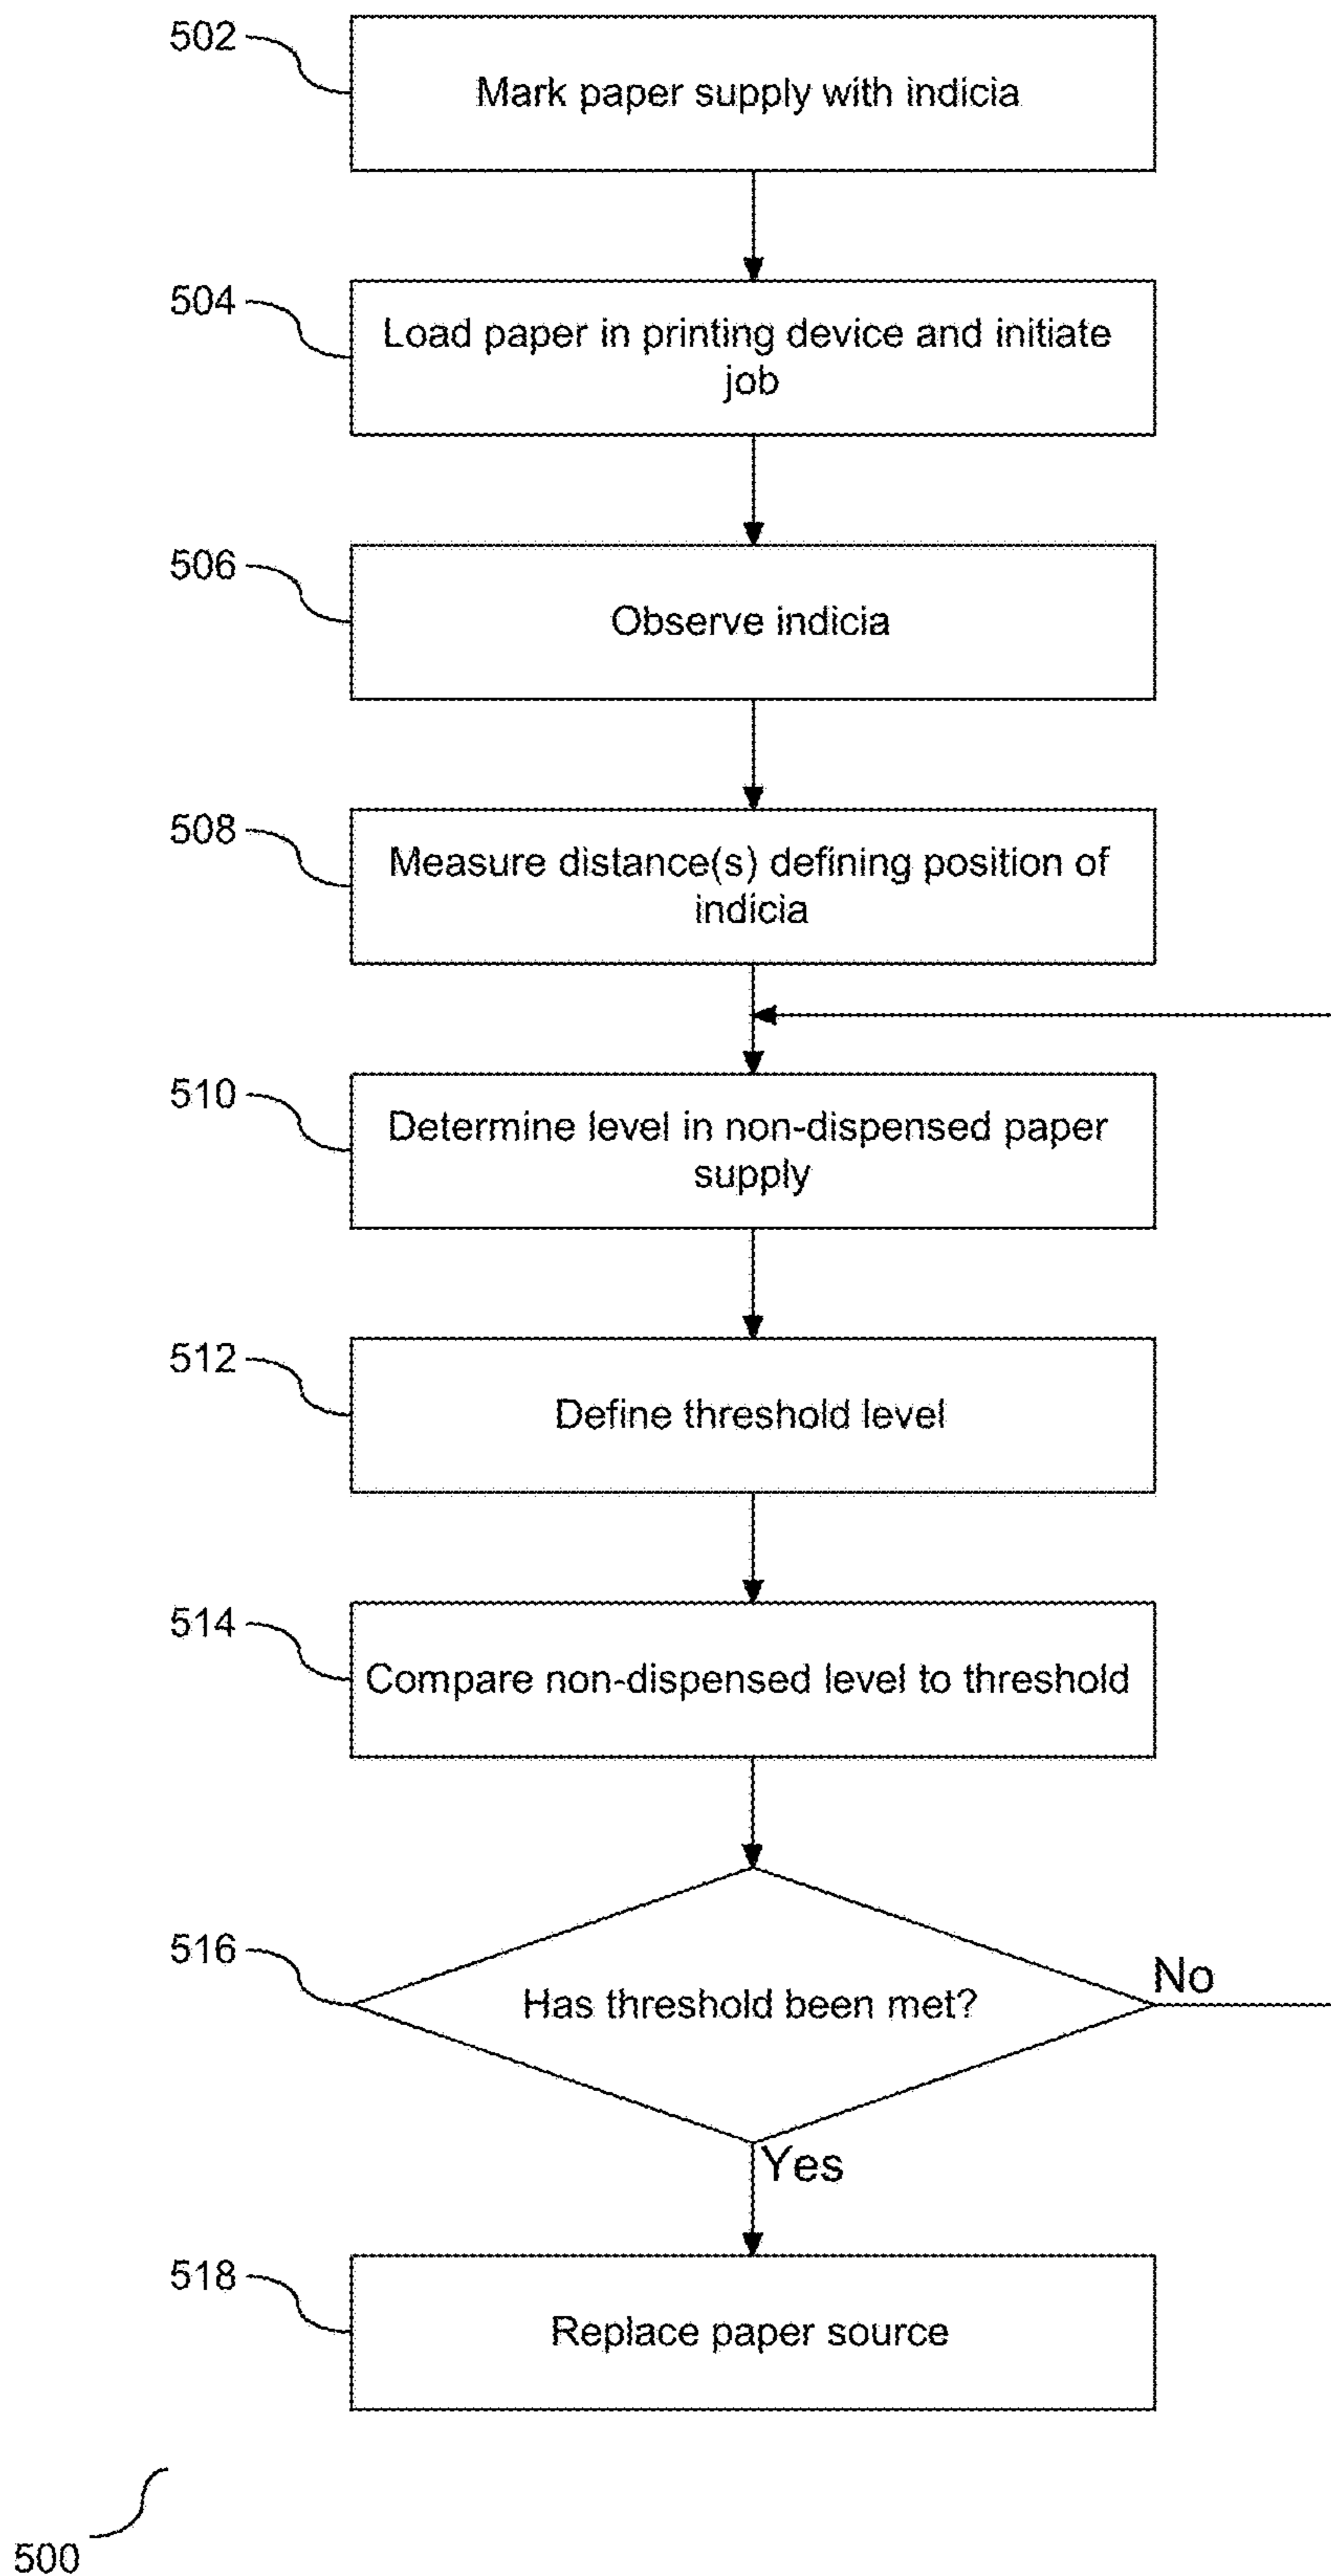 502
Mark paper supply with indicia
504
Load paper in printing device and initiate
job
506
Observe indicia
508
Measure distance(s) defining position of
indicia
510
Determine level in non-dispensed paper
supply
512
Define threshold level
514
Compare non-dispensed level to threshold
516
Has threshold been met?
No
Yes
518
Replace paper source
500